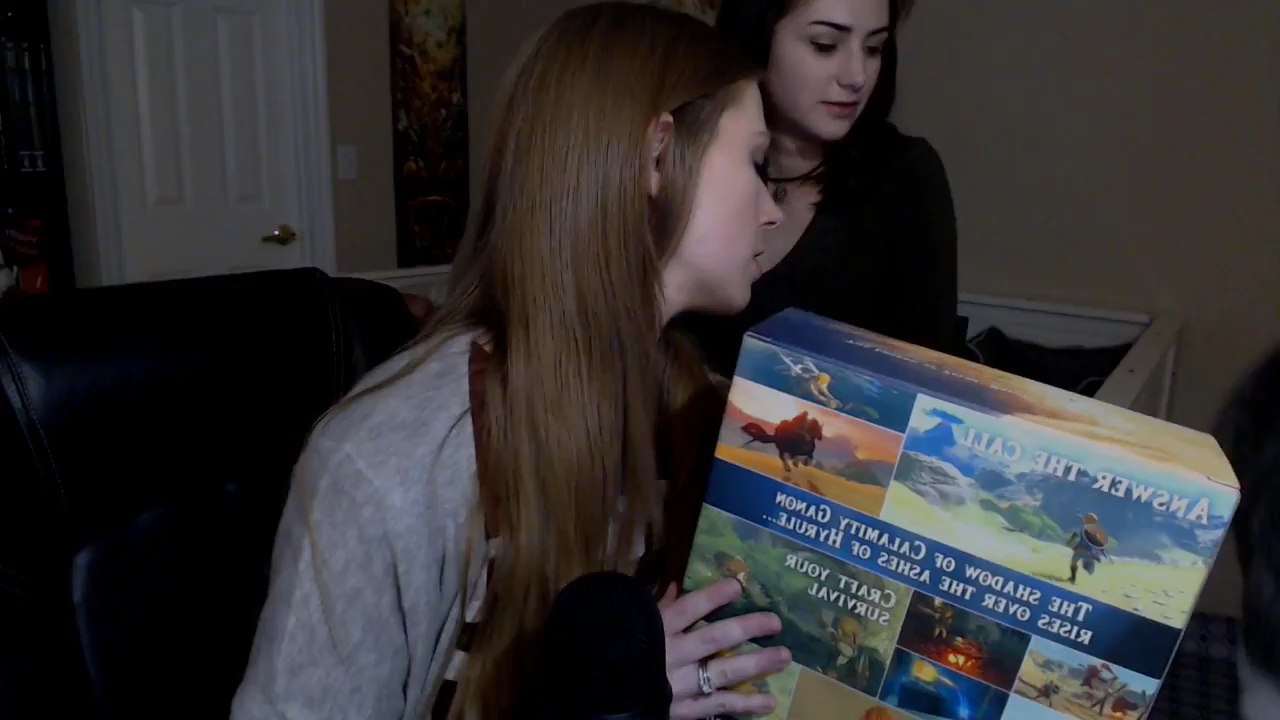 ANSWER THE CALL
THE SHADOW OF CALAMITY GANON
RISES OVER THE ASHES OF HYRULE...
CRAFT YOUR
SURVIVAL